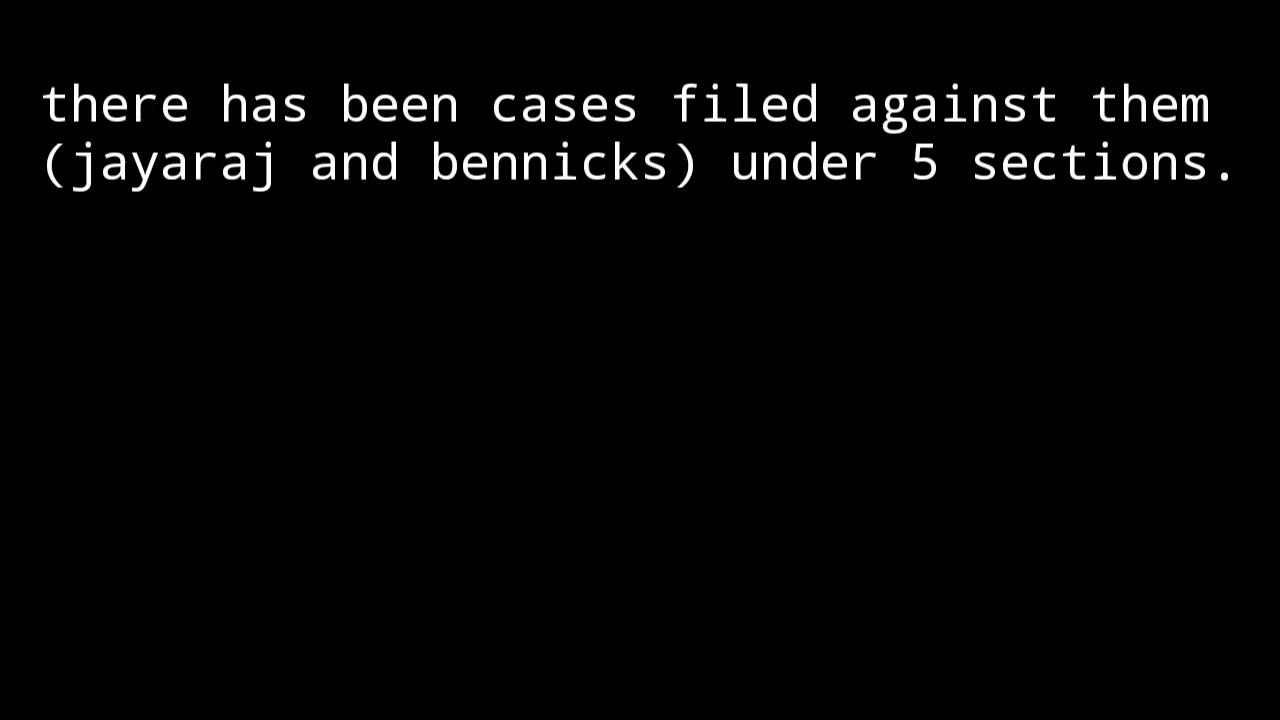 there has been cases filed against them
(jayaraj and bennicks) under 5 sections.